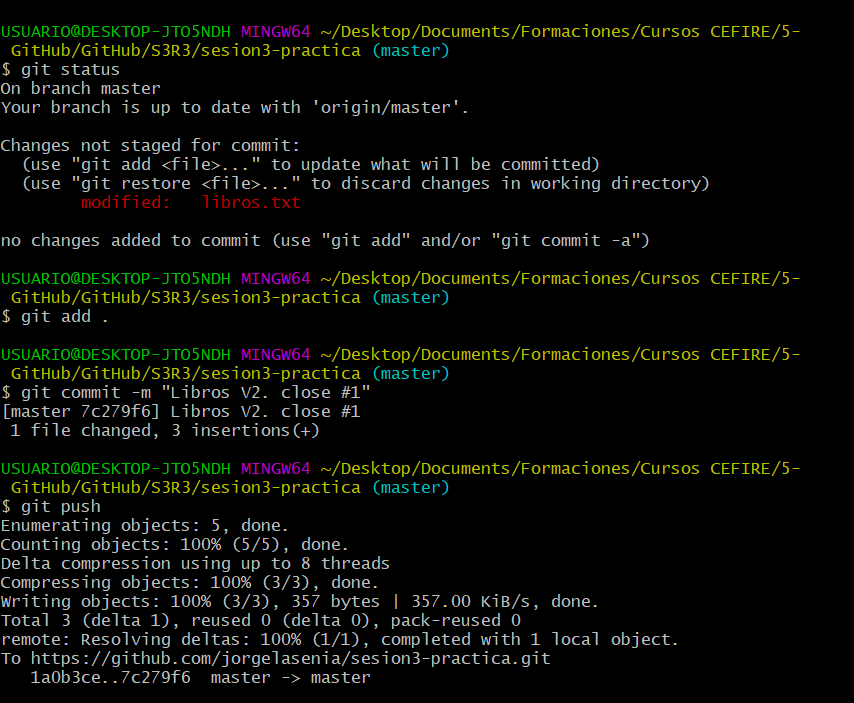 USUARIO@DESKTOP-JTO5NDH MINGW64 ~/Desktop/Documents/Formaciones/Cursos CEFIRE/5-
GitHub/GitHub/S3R3/sesion3-practica (master)
$ git status
On branch master
Your branch is up to date with 'origin/master'.
Changes not staged for commit:
(use "git add <file>..." to update what will be committed)
(use "git restore <file>..." to discard changes in working directory)
modified: libros.txt
no changes added to commit (use "git add" and/or "git commit -a")
USUARIO@DESKTOP-JTO5NDH MINGW64 ~/Desktop/Documents/Formaciones/Cursos CEFIRE/5-
GitHub/GitHub/S3R3/sesion3-practica (master)
$ git add .
USUARIO@DESKTOP-JTO5NDH MINGW64 ~/Desktop/Documents/Formaciones/Cursos CEFIRE/5-
GitHub/GitHub/S3R3/sesion3-practica (master)
$ git commit -m "Libros V2. close #1"
[master 7c279f6] Libros V2. close #1
1 file changed, 3 insertions(+)
USUARIO@DESKTOP-JTO5NDH MINGW64 ~/Desktop/Documents/Formaciones/Cursos CEFIRE/5-
GitHub/GitHub/S3R3/sesion3-practica (master)
$ git push
Enumerating objects: 5, done.
Counting objects: 100% (5/5), done.
Delta compression using up to 8 threads
Compressing objects: 100% (3/3), done.
Writing objects: 100% (3/3), 357 bytes | 357.00 KiB/s, done.
Total 3 (delta 1), reused 0 (delta 0), pack-reused 0
remote: Resolving deltas: 100% (1/1), completed with 1 local object.
To https://github.com/jorgelasenia/sesion3-practica.git
1a0b3ce..7c279f6 master -> master